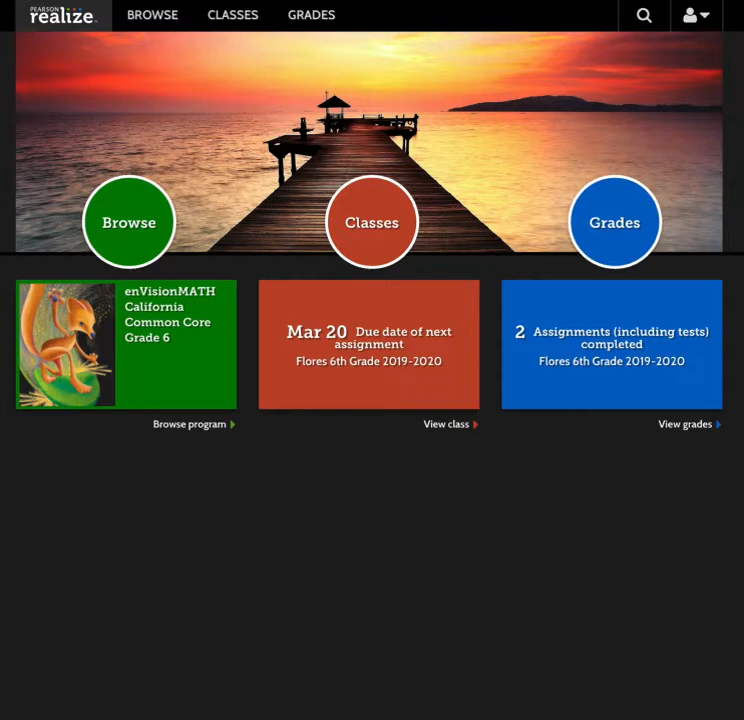 PEARSON
realize
BROWSE
CLASSES
GRADES
Browse
Classes
Grades
enVisionMATH
California
Common Core
Grade 6
Mar 20 Due date of next
assignment
Flores 6th Grade 2019-2020
2 Assignments (including tests)
completed
Flores 6th Grade 2019-2020
Browse program
View class
View grades